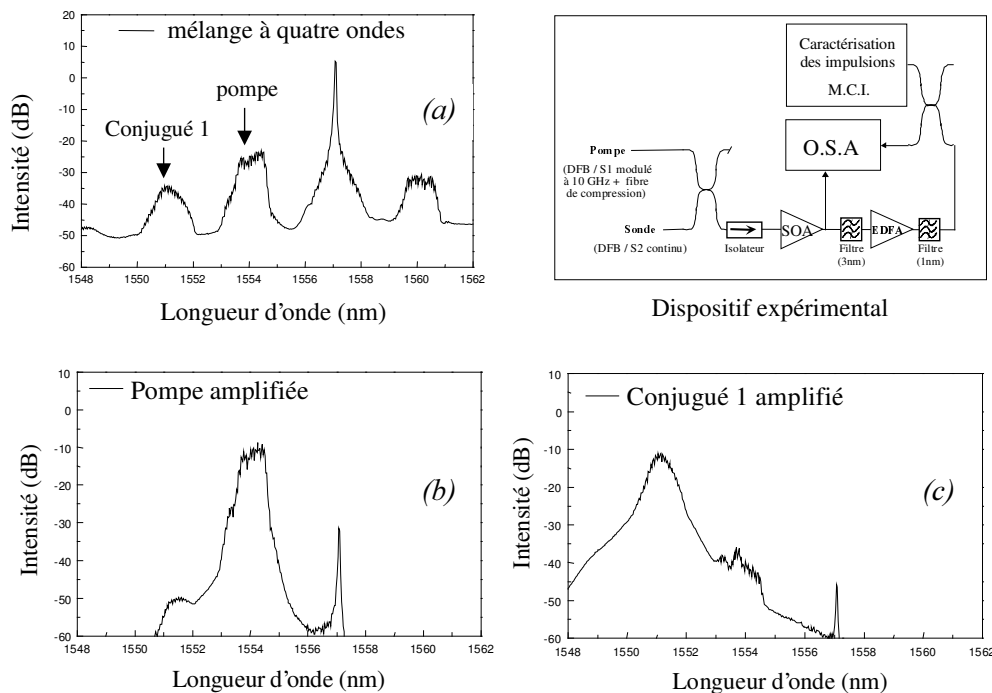 mélange à quatre ondes
(a)
pompe
Conjugué 1
Intensité (dB)
20
10
0
-10
-20
-30
-40
-50
-60
1548 1550 1552 1554 1556 1558 1560 1562
Longueur d'onde (nm)
Caractérisation
des impulsions
M.C.I.
O.S.A
Pompe
(DFB / S1 modulé
à 10 GHz + fibre
de compression)
Sonde
(DFB / S2 continu)
Isolateur
SOA
Filtre
(3nm)
EDFA
Filtre
(1nm)
Dispositif expérimental
Pompe amplifiée
(b)
Intensité (dB)
10
0
-10
-20
-30
-40
-50
-60
1548 1550 1552 1554 1556 1558 1560 1562
Longueur d'onde (nm)
Conjugué 1 amplifié
(c)
Intensité (dB)
10
0
-10
-20
-30
-40
-50
-60
1548 1550 1552 1554 1556 1558 1560 1562
Longueur d'onde (nm)